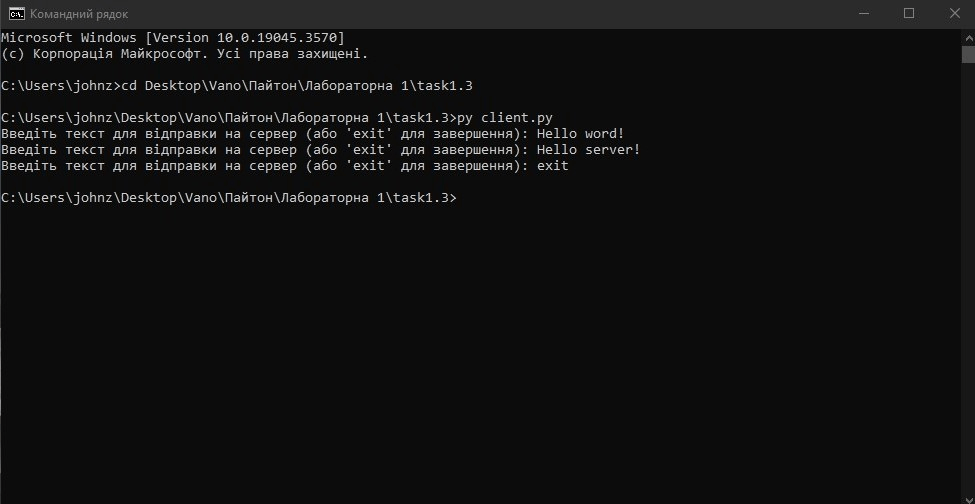 Командний рядок
Microsoft Windows [Version 10.0.19045.3570]
(c) Корпорація Майкрософт. Усі права захищені.
C:\Users\johnz>cd Desktop\Vano\Пайтон\Лабораторна 1\task1.3
C:\Users\johnz\Desktop\Vano\Пайтон\Лабораторна 1\task1.3>py client.py
Введіть текст для відправки на сервер (або 'exit' для завершення): Hello word!
Введіть текст для відправки на сервер (або 'exit' для завершення): Hello server!
Введіть текст для відправки на сервер (або 'exit' для завершення): exit
C:\Users\johnz\Desktop\Vano\Пайтон\Лабораторна 1\task1.3>